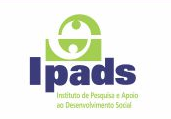 Ipads
Instituto de Pesquisa e Apoio
ao Desenvolvimento Social